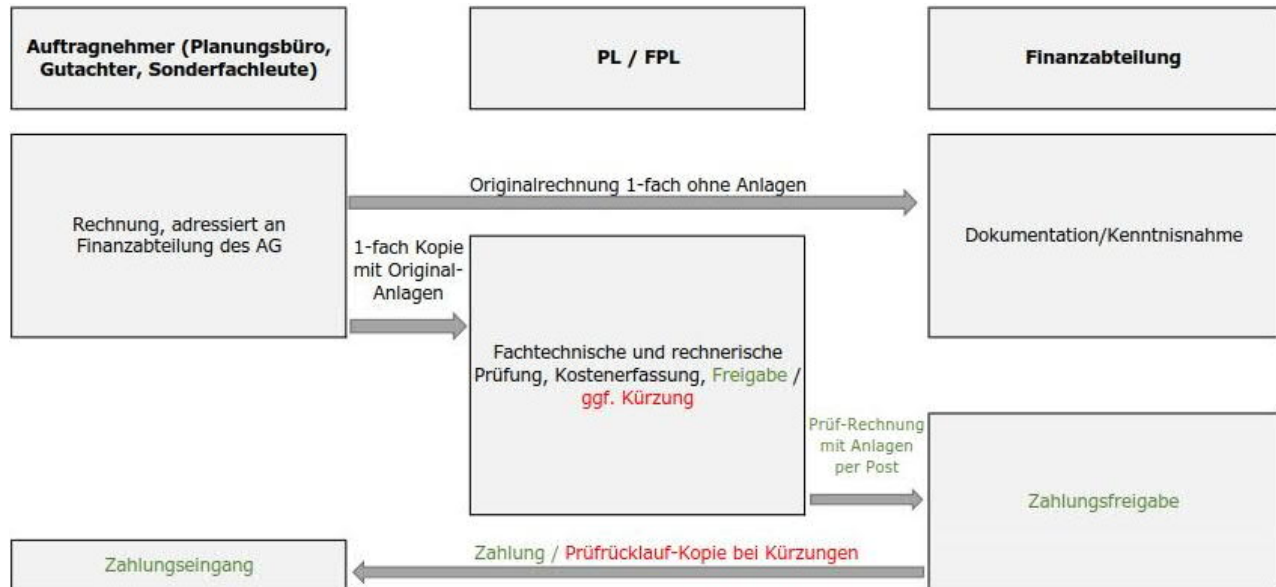 Auftragnehmer (Planungsbüro,
Gutachter, Sonderfachleute)
PL / FPL
Finanzabteilung
Rechnung, adressiert an
Finanzabteilung des AG
Originalrechnung 1-fach ohne Anlagen
Dokumentation/Kenntnisnahme
1-fach Kopie
mit Original-
Anlagen
Fachtechnische und rechnerische
Prüfung, Kostenerfassung, Freigabe /
ggf. Kürzung
Prüf-Rechnung
mit Anlagen
per Post
Zahlungsfreigabe
Zahlung / Prüfrücklauf-Kopie bei Kürzungen
Zahlungseingang